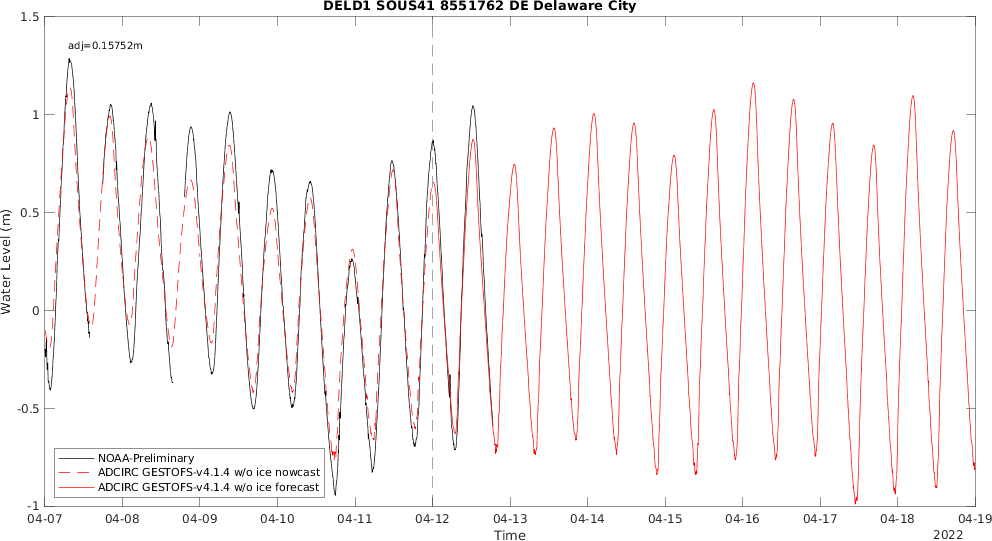 DELD1 SOUS41 8551762 DE Delaware City
adj=0.15752m
1.5
1
0.5
0
-0.5
-1
Water Level (m)
NOAA-Preliminary
ADCIRC GESTOFS-v4.1.4 w/o ice nowcast
ADCIRC GESTOFS-v4.1.4 w/o ice forecast
04-07 04-08 04-09 04-10 04-11 04-12 04-13 04-14 04-15 04-16 04-17 04-18 04-19
Time
2022